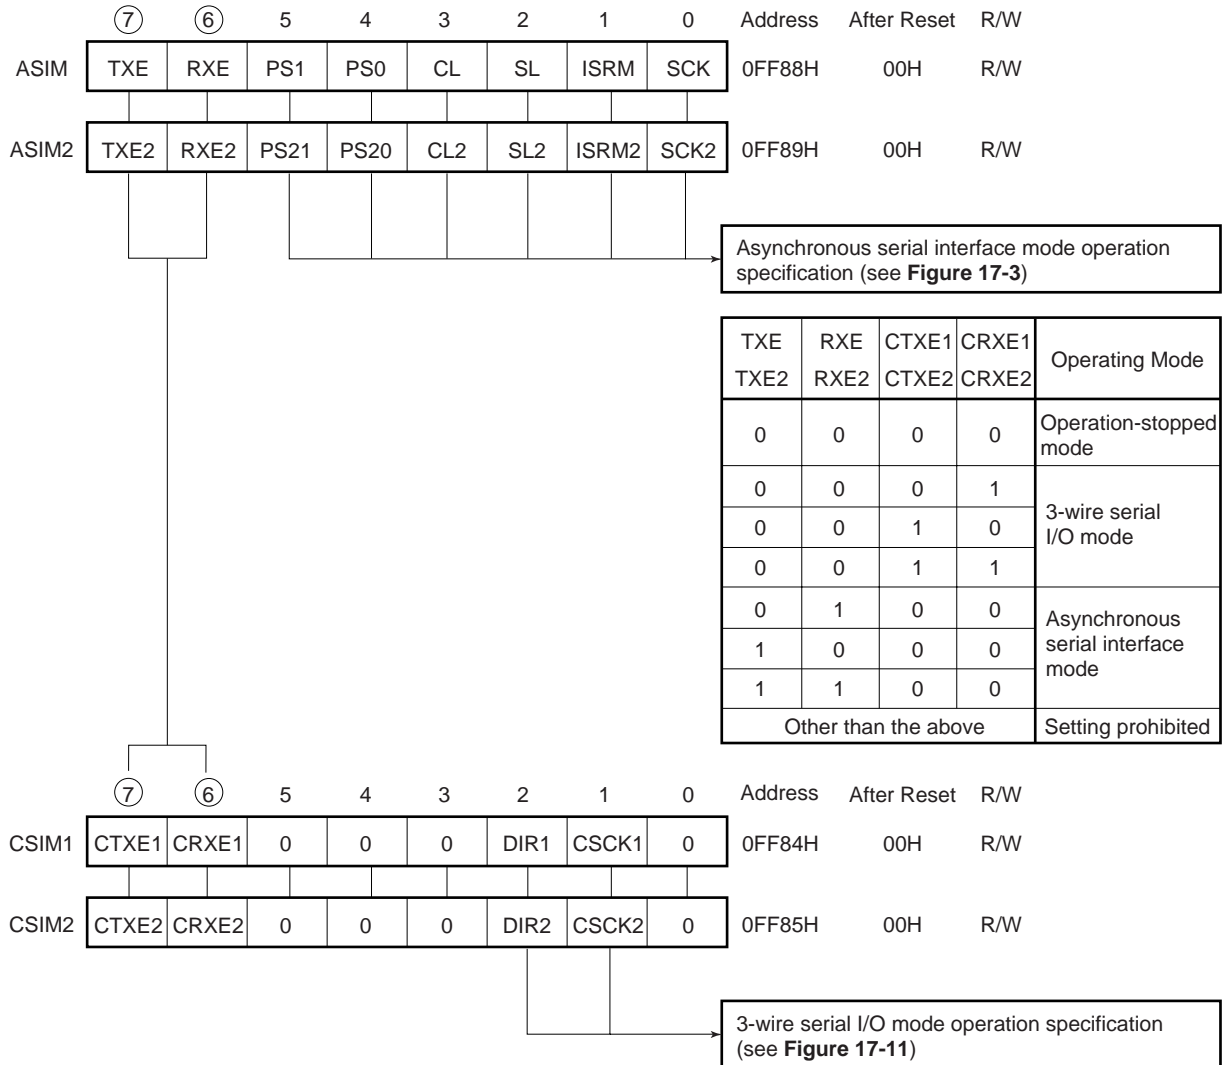 ⑦ ⑥ 5 4 3 2 1 0 Address After Reset R/W
ASIM TXE RXE PS1 PS0 CL SL ISRM SCK 0FF88H 00H R/W
ASIM2 TXE2 RXE2 PS21 PS20 CL2 SL2 ISRM2 SCK2 0FF89H 00H R/W
Asynchronous serial interface mode operation
specification (see Figure 17-3)
TXE RXE CTXE1 CRXE1
TXE2 RXE2 CTXE2 CRXE2
Operating Mode
0 0 0 0
Operation-stopped
mode
0 0 0 1
0 0 1 0
0 0 1 1
3-wire serial
I/O mode
0 1 0 0
1 0 0 0
1 1 0 0
Asynchronous
serial interface
mode
Other than the above Setting prohibited
⑦ ⑥ 5 4 3 2 1 0 Address After Reset R/W
CSIM1 CTXE1 CRXE1 0 0 0 DIR1 CSCK1 0 0FF84H 00H R/W
CSIM2 CTXE2 CRXE2 0 0 0 DIR2 CSCK2 0 0FF85H 00H R/W
3-wire serial I/O mode operation specification
(see Figure 17-11)